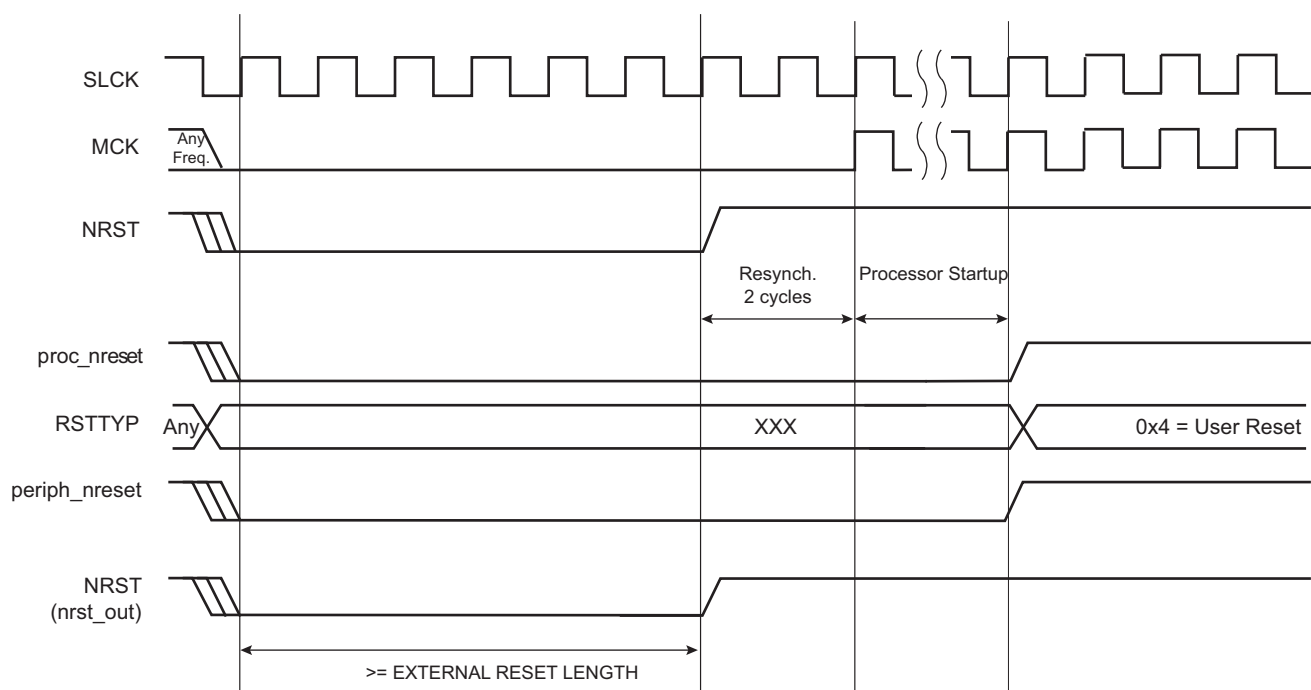 SLCK
MCK
Any
Freq.
NRST
Resynch.
2 cycles
Processor Startup
proc_nreset
RSTTYP
Any
XXX
0x4 = User Reset
periph_nreset
NRST
(nrst_out)
>= EXTERNAL RESET LENGTH